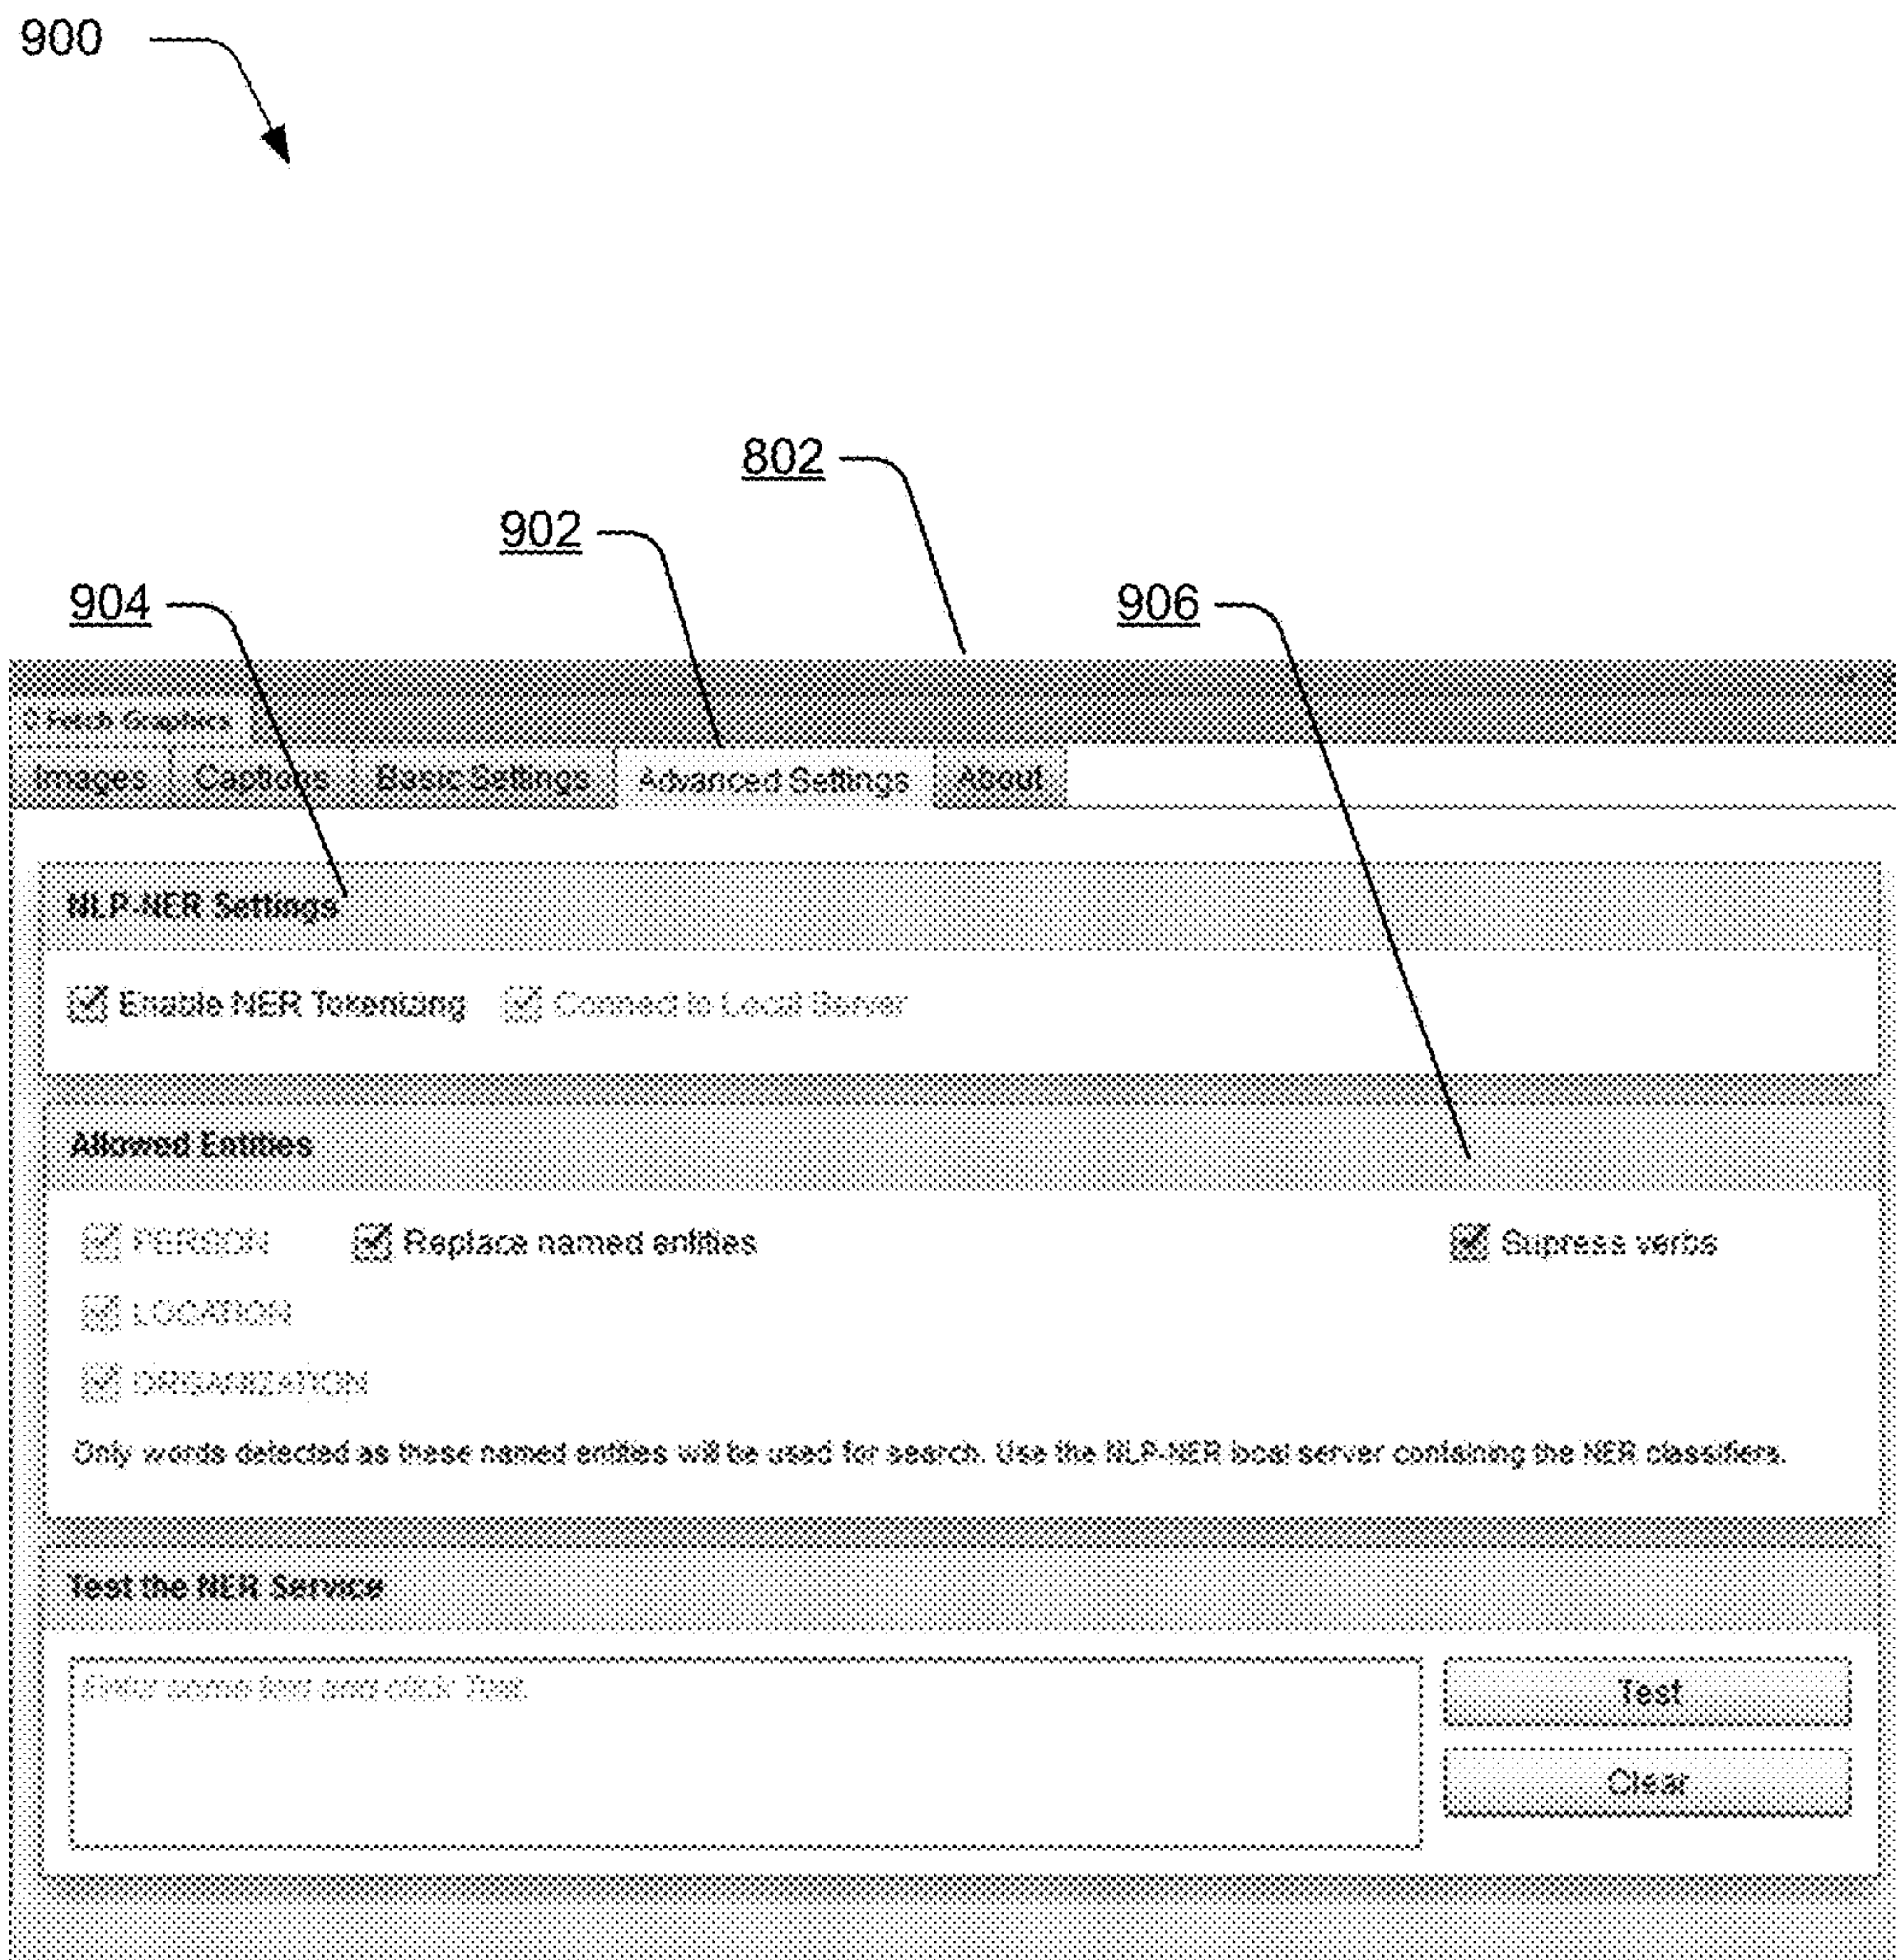 900
802
902
904
906
Fetch Graphics
Images Captions Basic Settings Advanced Settings About
NLP-NER Settings
Enable NER Tokenizing Connect to Local Server
Allowed Entities
PERSON Replace named entities Supress verbs
LOCATION
ORGANIZATION
Only words detected as these named entities will be used for search. Use the NLP-NER local server containing the NER classifiers.
Test the NER Service
Enter some text and click Test
Test
Clear